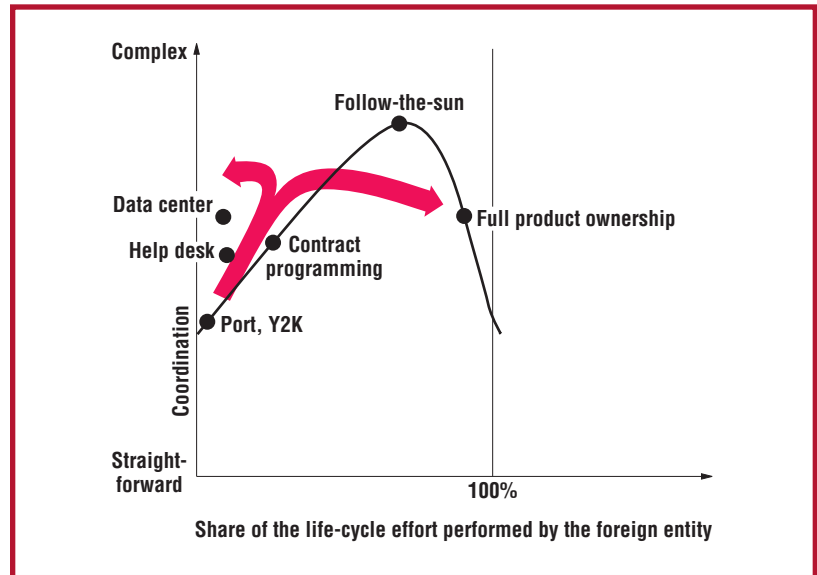 Complex
Follow-the-sun
Data center
Full product ownership
Help desk
Contract
programming
Port, Y2K
Coordination
Straight-
forward
100%
Share of the life-cycle effort performed by the foreign entity